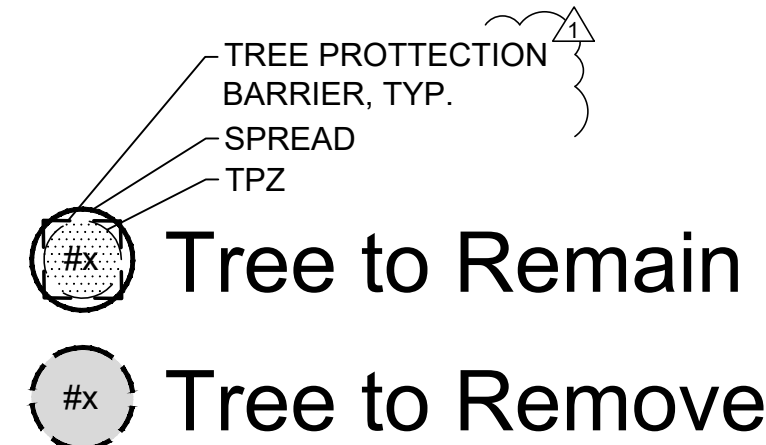 1
TREE PROTTECTION
BARRIER, TYP.
SPREAD
TPZ
#x Tree to Remain
#x Tree to Remove